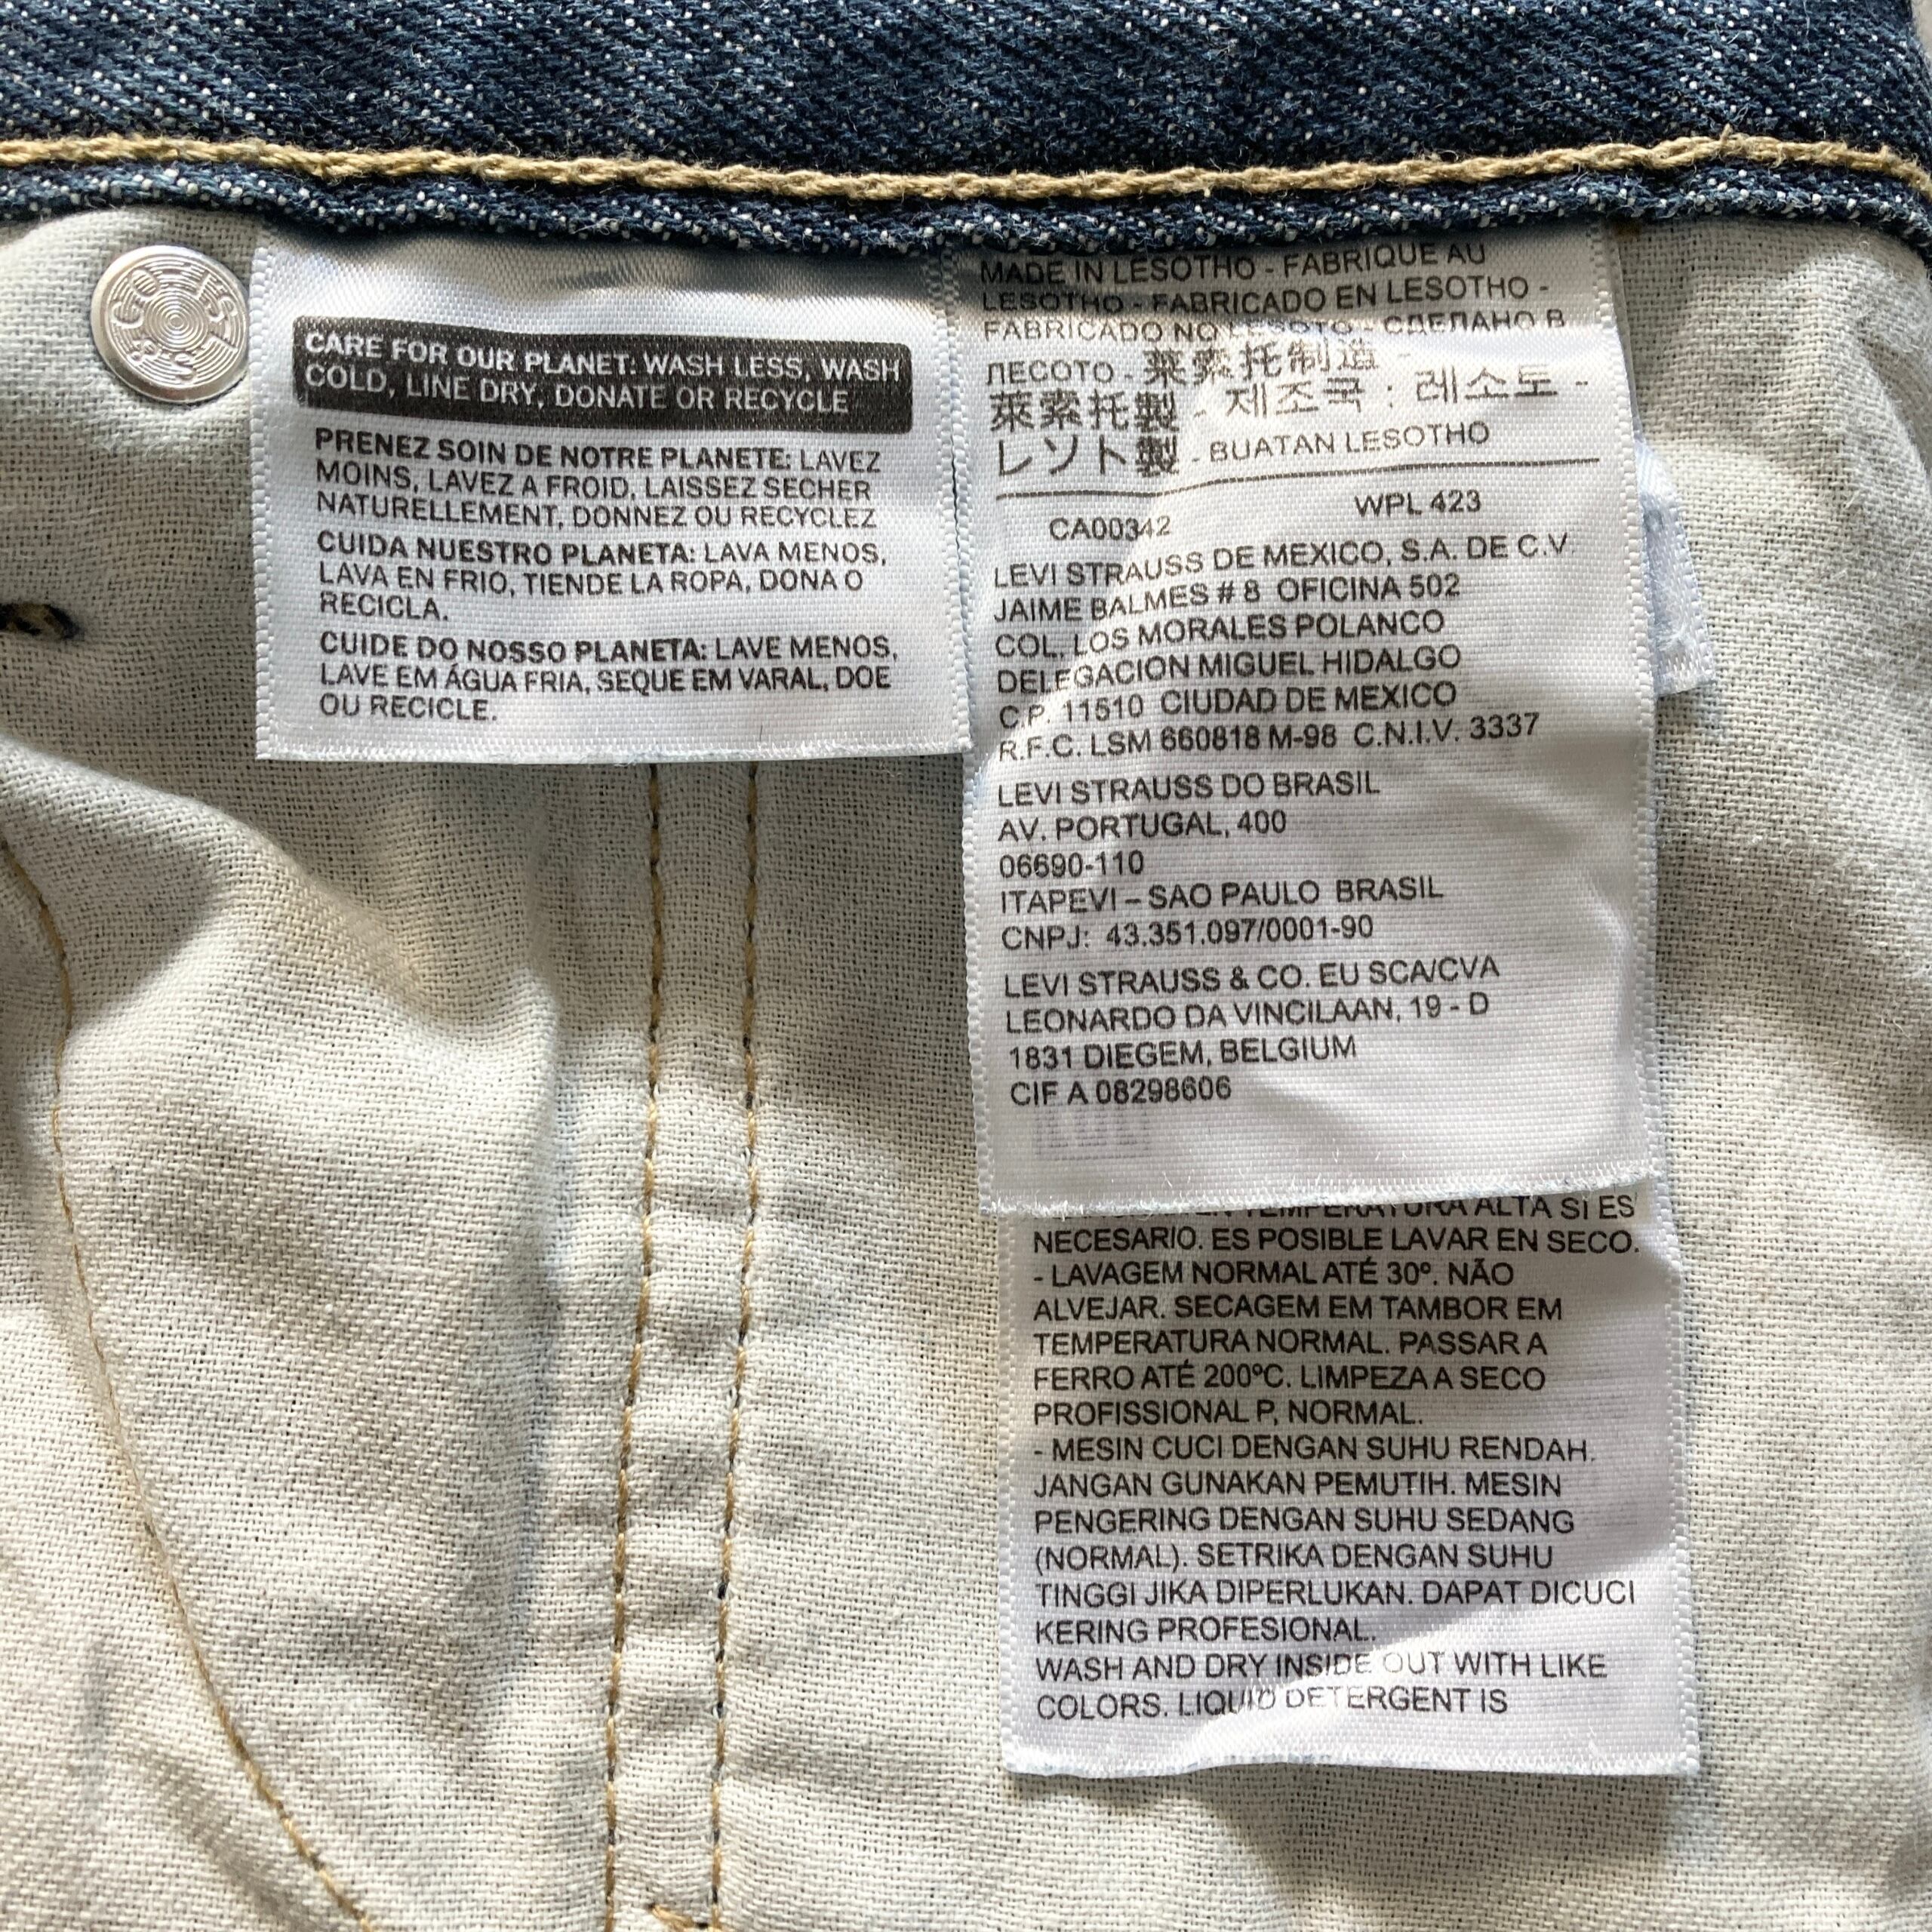 CARE FOR OUR PLANET: WASH LESS, WASH
COLD, LINE DRY, DONATE OR RECYCLE
PRENEZ SOIN DE NOTRE PLANETE: LAVEZ
MOINS, LAVEZ A FROID, LAISSEZ SECHER
NATURELLEMENT, DONNEZ OU RECYCLEZ
CUIDA NUESTRO PLANETA: LAVA MENOS,
LAVA EN FRIO, TIENDE LA ROPA, DONA O
RECICLA.
CUIDE DO NOSSO PLANETA: LAVE MENOS,
LAVE EM ÁGUA FRIA, SEQUE EM VARAL, DOE
OU RECICLE.
MADE IN LESOTHO - FABRIQUE AU
LESOTHO - FABRICADO EN LESOTHO -
FABRICADO NO LESOTO - СДЕЛАНО В
ЛЕСОТО - 莱索托制造 -
萊索托製 - 제조국 : 레소토 -
レソト製 - BUATAN LESOTHO
CA00342 WPL 423
LEVI STRAUSS DE MEXICO, S.A. DE C.V.
JAIME BALMES # 8 OFICINA 502
COL. LOS MORALES POLANCO
DELEGACION MIGUEL HIDALGO
C.P. 11510 CIUDAD DE MEXICO
R.F.C. LSM 660818 M-98 C.N.I.V. 3337
LEVI STRAUSS DO BRASIL
AV. PORTUGAL, 400
06690-110
ITAPEVI – SAO PAULO BRASIL
CNPJ: 43.351.097/0001-90
LEVI STRAUSS & CO. EU SCA/CVA
LEONARDO DA VINCILAAN, 19 - D
1831 DIEGEM, BELGIUM
CIF A 08298606
TEMPERATURA ALTA SI ES
NECESARIO. ES POSIBLE LAVAR EN SECO.
- LAVAGEM NORMAL ATÉ 30º. NÃO
ALVEJAR. SECAGEM EM TAMBOR EM
TEMPERATURA NORMAL. PASSAR A
FERRO ATÉ 200ºC. LIMPEZA A SECO
PROFISSIONAL P, NORMAL.
- MESIN CUCI DENGAN SUHU RENDAH.
JANGAN GUNAKAN PEMUTIH. MESIN
PENGERING DENGAN SUHU SEDANG
(NORMAL). SETRIKA DENGAN SUHU
TINGGI JIKA DIPERLUKAN. DAPAT DICUCI
KERING PROFESIONAL.
WASH AND DRY INSIDE OUT WITH LIKE
COLORS. LIQUID DETERGENT IS